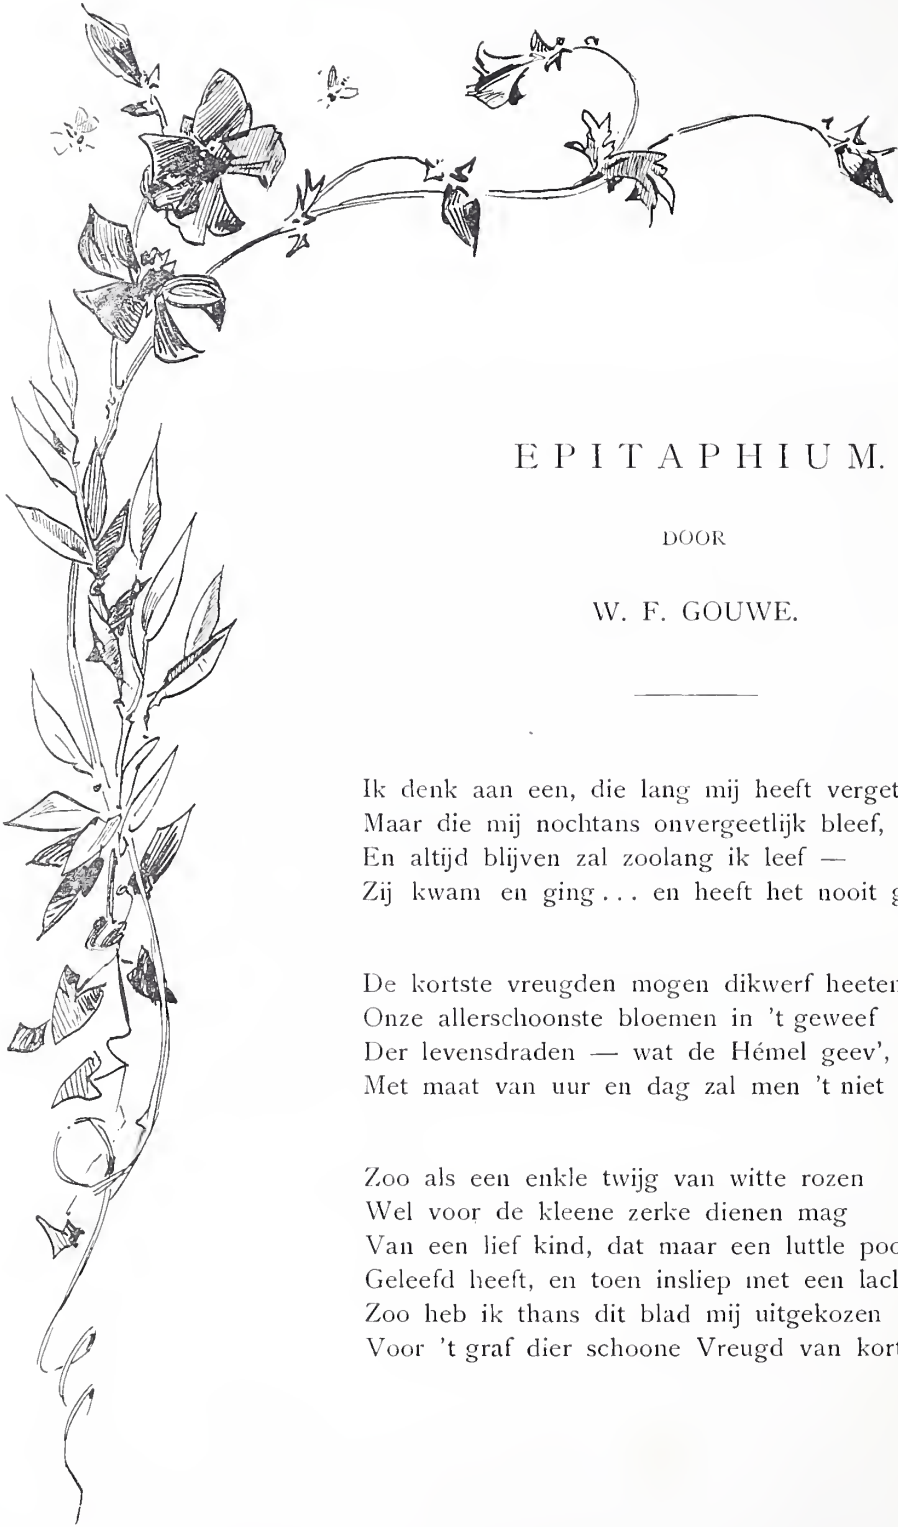 EPITAPHIUM.
DOOR
W. F. GOUWE.
Ik denk aan een, die lang mij heeft verget
Maar die mij nochtans onvergeetlijk bleef,
En altijd blijven zal zoolang ik leef —
Zij kwam en ging... en heeft het nooit g
De kortste vreugden mogen dikwerf heeten
Onze allerschoonste bloemen in 't geweef
Der levensdraden — wat de Hémel geev',
Met maat van uur en dag zal men 't niet
Zoo als een enkle twijg van witte rozen
Wel voor de kleene zerke dienen mag
Van een lief kind, dat maar een luttle poo
Geleefd heeft, en toen insliep met een lach
Zoo heb ik thans dit blad mij uitgekozen
Voor 't graf dier schoone Vreugd van kort